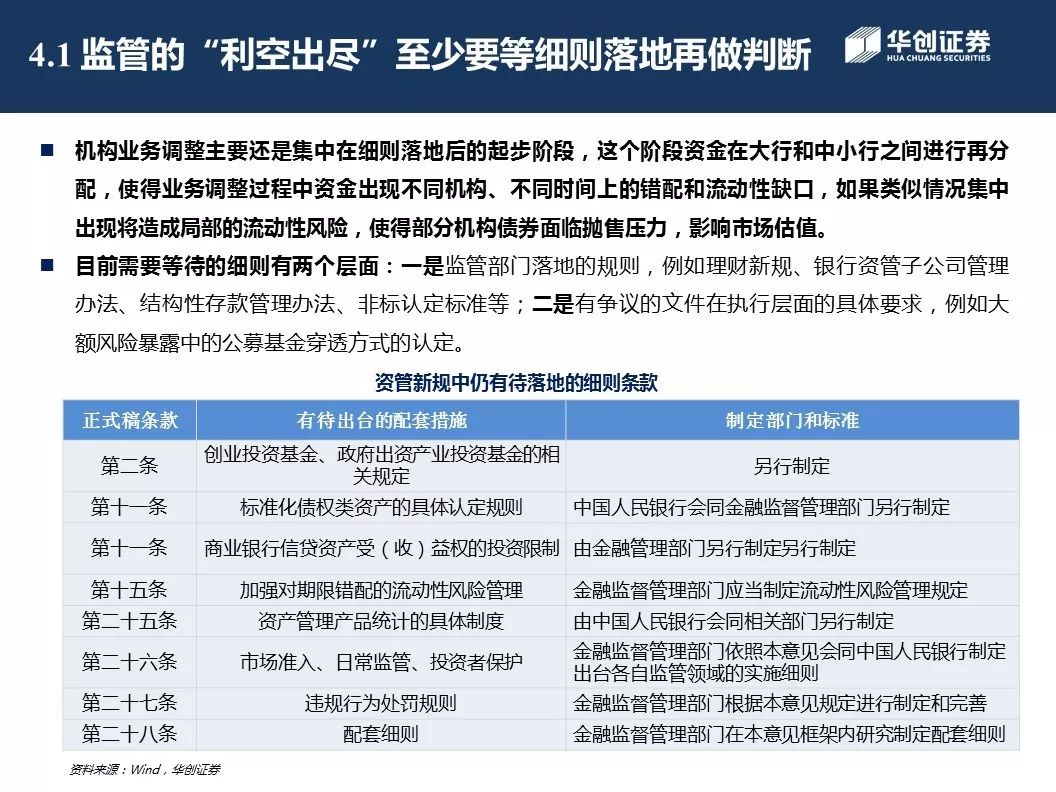 4.1 监管的“利空出尽”至少要等细则落地再做判断
华创证券
HUA CHUANG SECURITIES
机构业务调整主要还是集中在细则落地后的起步阶段，这个阶段资金在大行和中小行之间进行再分
配，使得业务调整过程中资金出现不同机构、不同时间上的错配和流动性缺口，如果类似情况集中
出现将造成局部的流动性风险，使得部分机构债券面临抛售压力，影响市场估值。
目前需要等待的细则有两个层面：一是监管部门落地的规则，例如理财新规、银行资管子公司管理
办法、结构性存款管理办法、非标认定标准等；二是有争议的文件在执行层面的具体要求，例如大
额风险暴露中的公募基金穿透方式的认定。
资管新规中仍有待落地的细则条款
正式稿条款 有待出台的配套措施 制定部门和标准
第二条 创业投资基金、政府出资产业投资基金的相
关规定 另行制定
第十一条 标准化债权类资产的具体认定规则 中国人民银行会同金融监督管理部门另行制定
第十一条 商业银行信贷资产受（收）益权的投资限制 由金融管理部门另行制定另行制定
第十五条 加强对期限错配的流动性风险管理 金融监督管理部门应当制定流动性风险管理规定
第二十五条 资产管理产品统计的具体制度 由中国人民银行会同相关部门另行制定
第二十六条 市场准入、日常监管、投资者保护 金融监督管理部门依照本意见会同中国人民银行制定
出台各自监管领域的实施细则
第二十七条 违规行为处罚规则 金融监督管理部门根据本意见规定进行制定和完善
第二十八条 配套细则 金融监督管理部门在本意见框架内研究制定配套细则
资料来源：Wind，华创证券